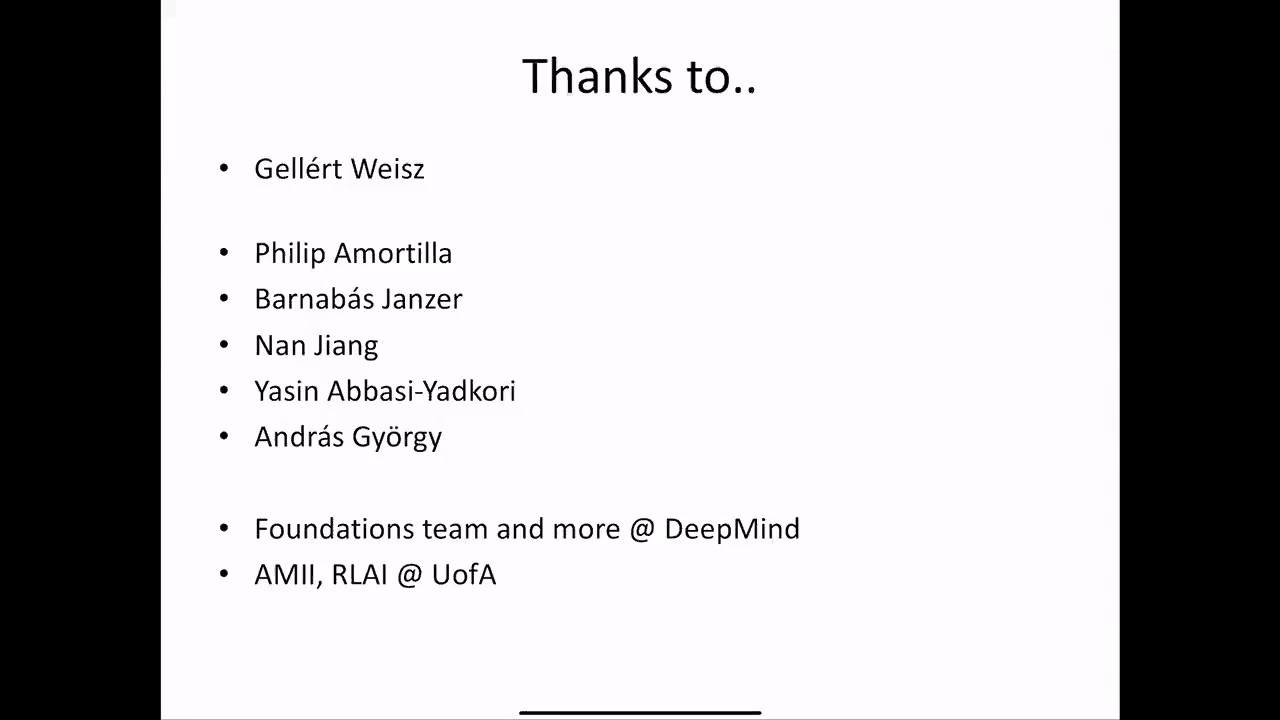 Thanks to..
• Gellért Weisz
• Philip Amortilla
• Barnabás Janzer
• Nan Jiang
• Yasin Abbasi-Yadkori
• András György
• Foundations team and more @ DeepMind
• AMII, RLAI @ UofA